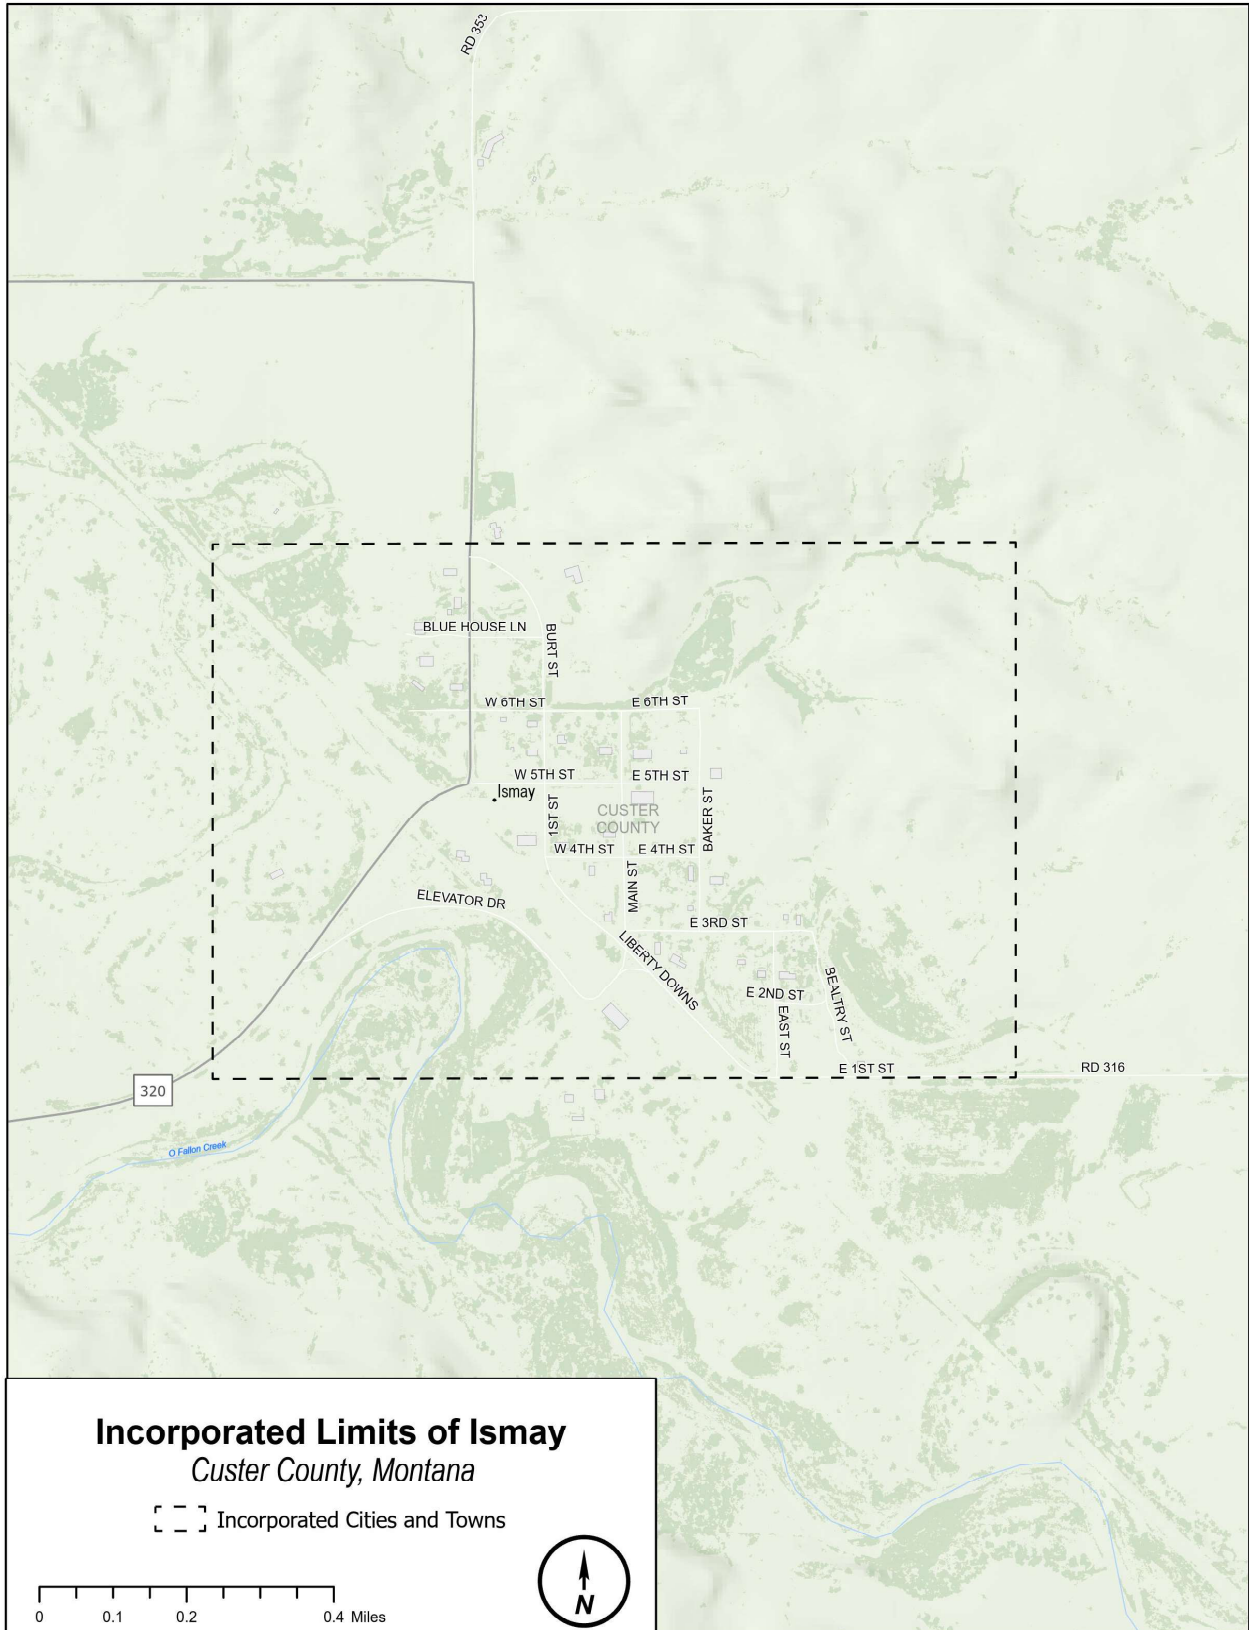 RD 353
BLUE HOUSE LN
BURT ST
W 6TH ST
E 6TH ST
W 5TH ST
E 5TH ST
Ismay
1ST ST
CUSTER
COUNTY
BAKER ST
W 4TH ST
E 4TH ST
MAIN ST
ELEVATOR DR
E 3RD ST
LIBERTY DOWNS
E 2ND ST
EAST ST
BEALTRY ST
E 1ST ST
RD 316
320
O Fallon Creek
Incorporated Limits of Ismay
Custer County, Montana
Incorporated Cities and Towns
0 0.1 0.2 0.4 Miles
N